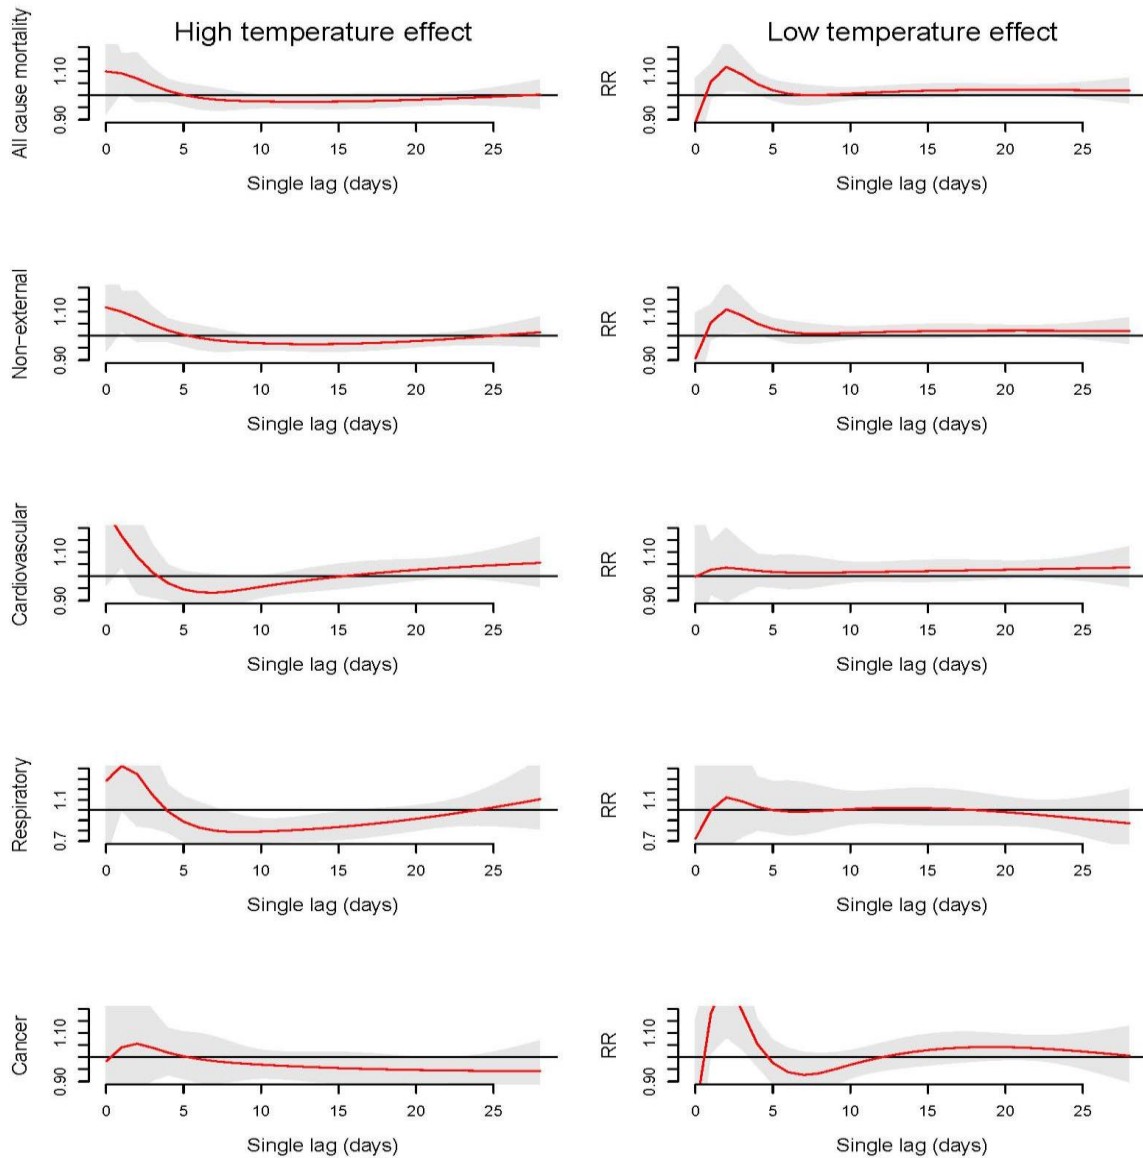 High temperature effect
Low temperature effect
All cause mortality
0.90 1.10
0 5 10 15 20 25
Single lag (days)
RR
0.90 1.10
0 5 10 15 20 25
Single lag (days)
Non−external
0.90 1.10
0 5 10 15 20 25
Single lag (days)
RR
0.90 1.10
0 5 10 15 20 25
Single lag (days)
Cardiovascular
0.90 1.10
0 5 10 15 20 25
Single lag (days)
RR
0.90 1.10
0 5 10 15 20 25
Single lag (days)
Respiratory
0.7 1.1
0 5 10 15 20 25
Single lag (days)
RR
0.7 1.1
0 5 10 15 20 25
Single lag (days)
Cancer
0.90 1.10
0 5 10 15 20 25
Single lag (days)
RR
0.90 1.10
0 5 10 15 20 25
Single lag (days)